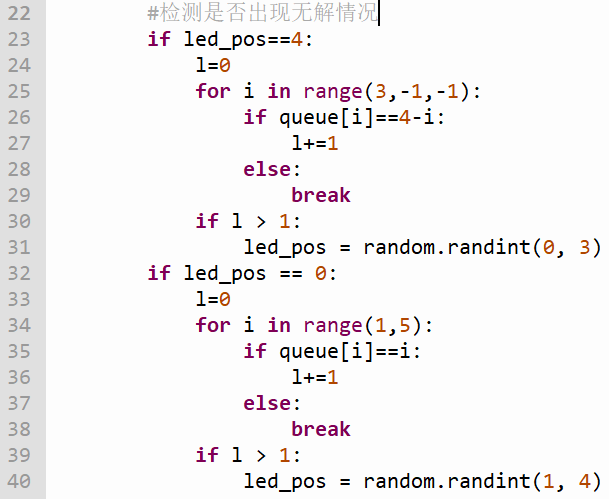 22 #检测是否出现无解情况
23 if led_pos==4:
24 l=0
25 for i in range(3,-1,-1):
26 if queue[i]==4-i:
27 l+=1
28 else:
29 break
30 if l > 1:
31 led_pos = random.randint(0, 3)
32 if led_pos == 0:
33 l=0
34 for i in range(1,5):
35 if queue[i]==i:
36 l+=1
37 else:
38 break
39 if l > 1:
40 led_pos = random.randint(1, 4)